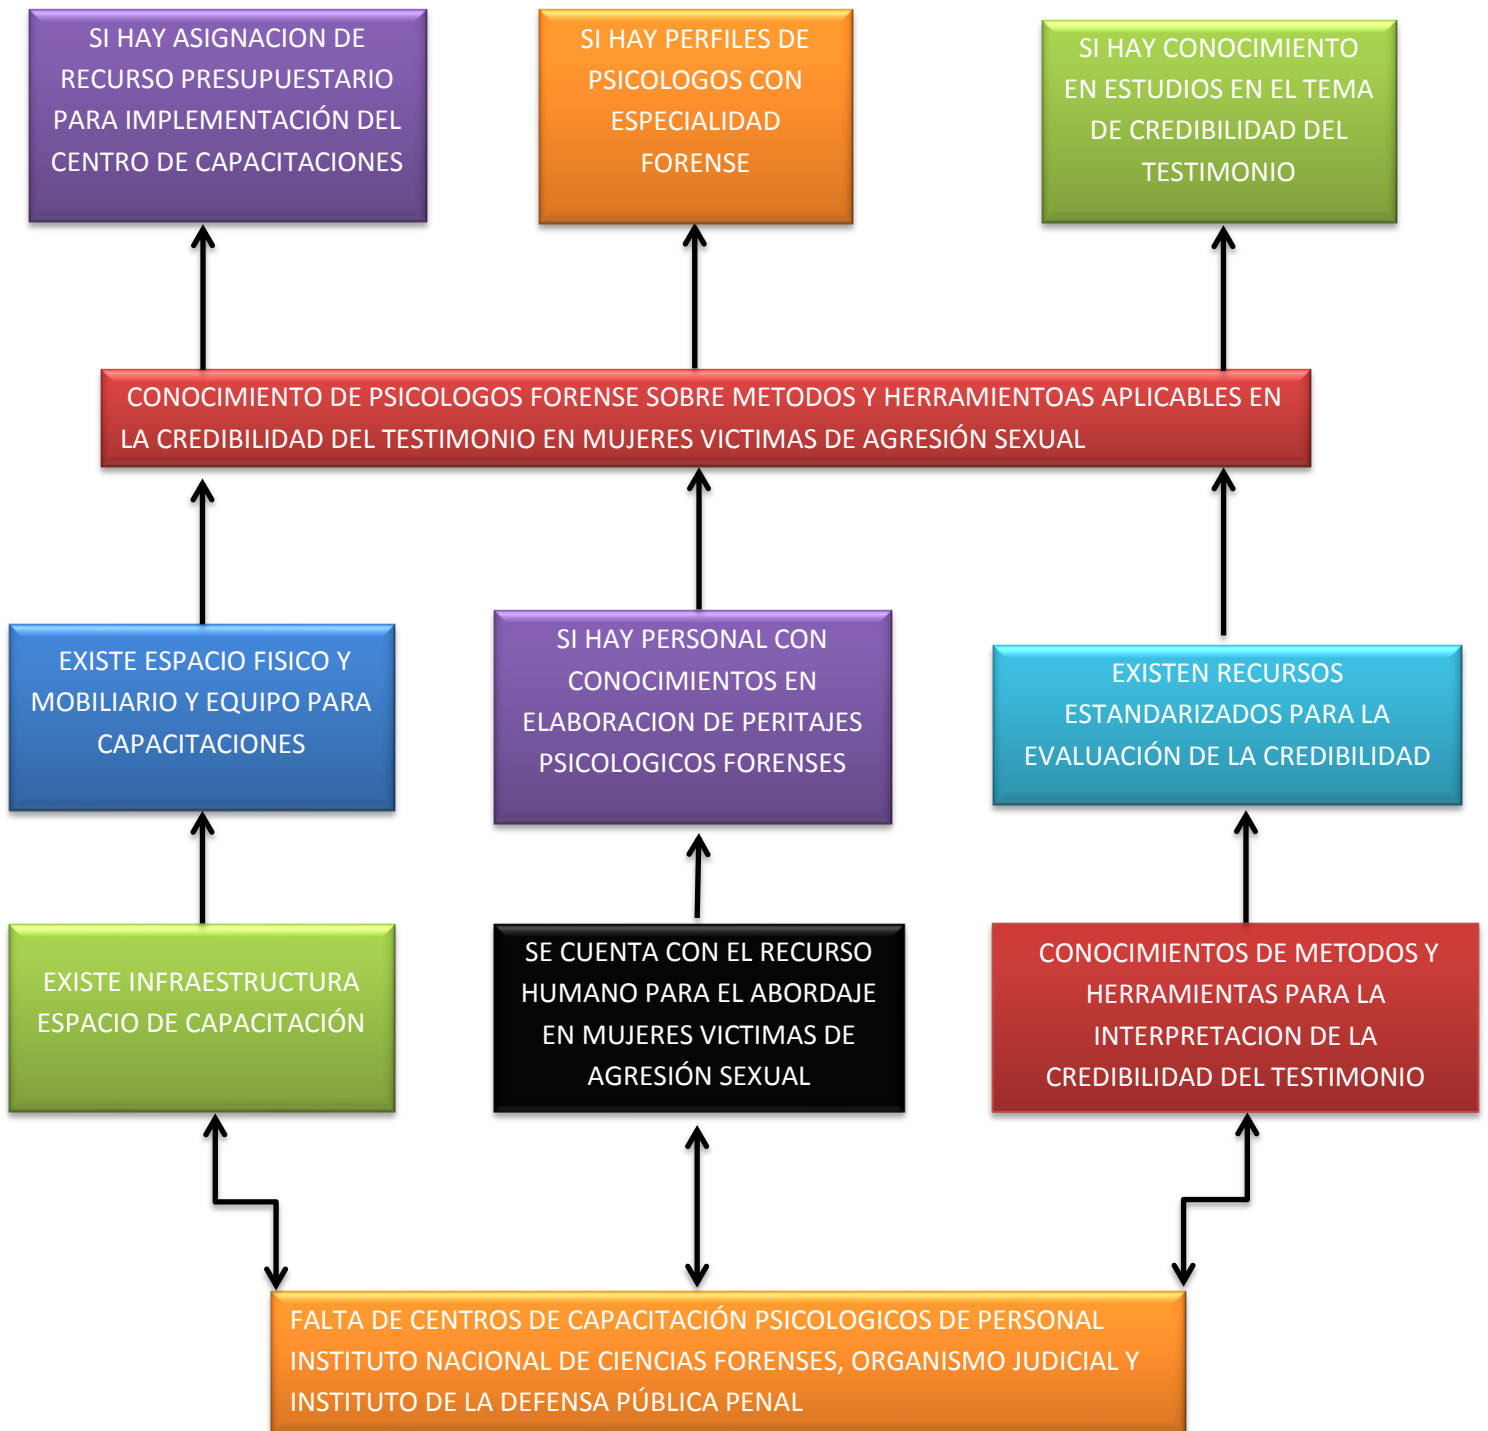 SI HAY ASIGNACION DE
RECURSO PRESUPUESTARIO
PARA IMPLEMENTACIÓN DEL
CENTRO DE CAPACITACIONES
SI HAY PERFILES DE
PSICOLOGOS CON
ESPECIALIDAD
FORENSE
SI HAY CONOCIMIENTO
EN ESTUDIOS EN EL TEMA
DE CREDIBILIDAD DEL
TESTIMONIO
CONOCIMIENTO DE PSICOLOGOS FORENSE SOBRE METODOS Y HERRAMIENTOAS APLICABLES EN
LA CREDIBILIDAD DEL TESTIMONIO EN MUJERES VICTIMAS DE AGRESIÓN SEXUAL
EXISTE ESPACIO FISICO Y
MOBILIARIO Y EQUIPO PARA
CAPACITACIONES
SI HAY PERSONAL CON
CONOCIMIENTOS EN
ELABORACION DE PERITAJES
PSICOLOGICOS FORENSES
EXISTEN RECURSOS
ESTANDARIZADOS PARA LA
EVALUACIÓN DE LA CREDIBILIDAD
EXISTE INFRAESTRUCTURA
ESPACIO DE CAPACITACIÓN
SE CUENTA CON EL RECURSO
HUMANO PARA EL ABORDAJE
EN MUJERES VICTIMAS DE
AGRESIÓN SEXUAL
CONOCIMIENTOS DE METODOS Y
HERRAMIENTAS PARA LA
INTERPRETACION DE LA
CREDIBILIDAD DEL TESTIMONIO
FALTA DE CENTROS DE CAPACITACIÓN PSICOLOGICOS DE PERSONAL
INSTITUTO NACIONAL DE CIENCIAS FORENSES, ORGANISMO JUDICIAL Y
INSTITUTO DE LA DEFENSA PÚBLICA PENAL